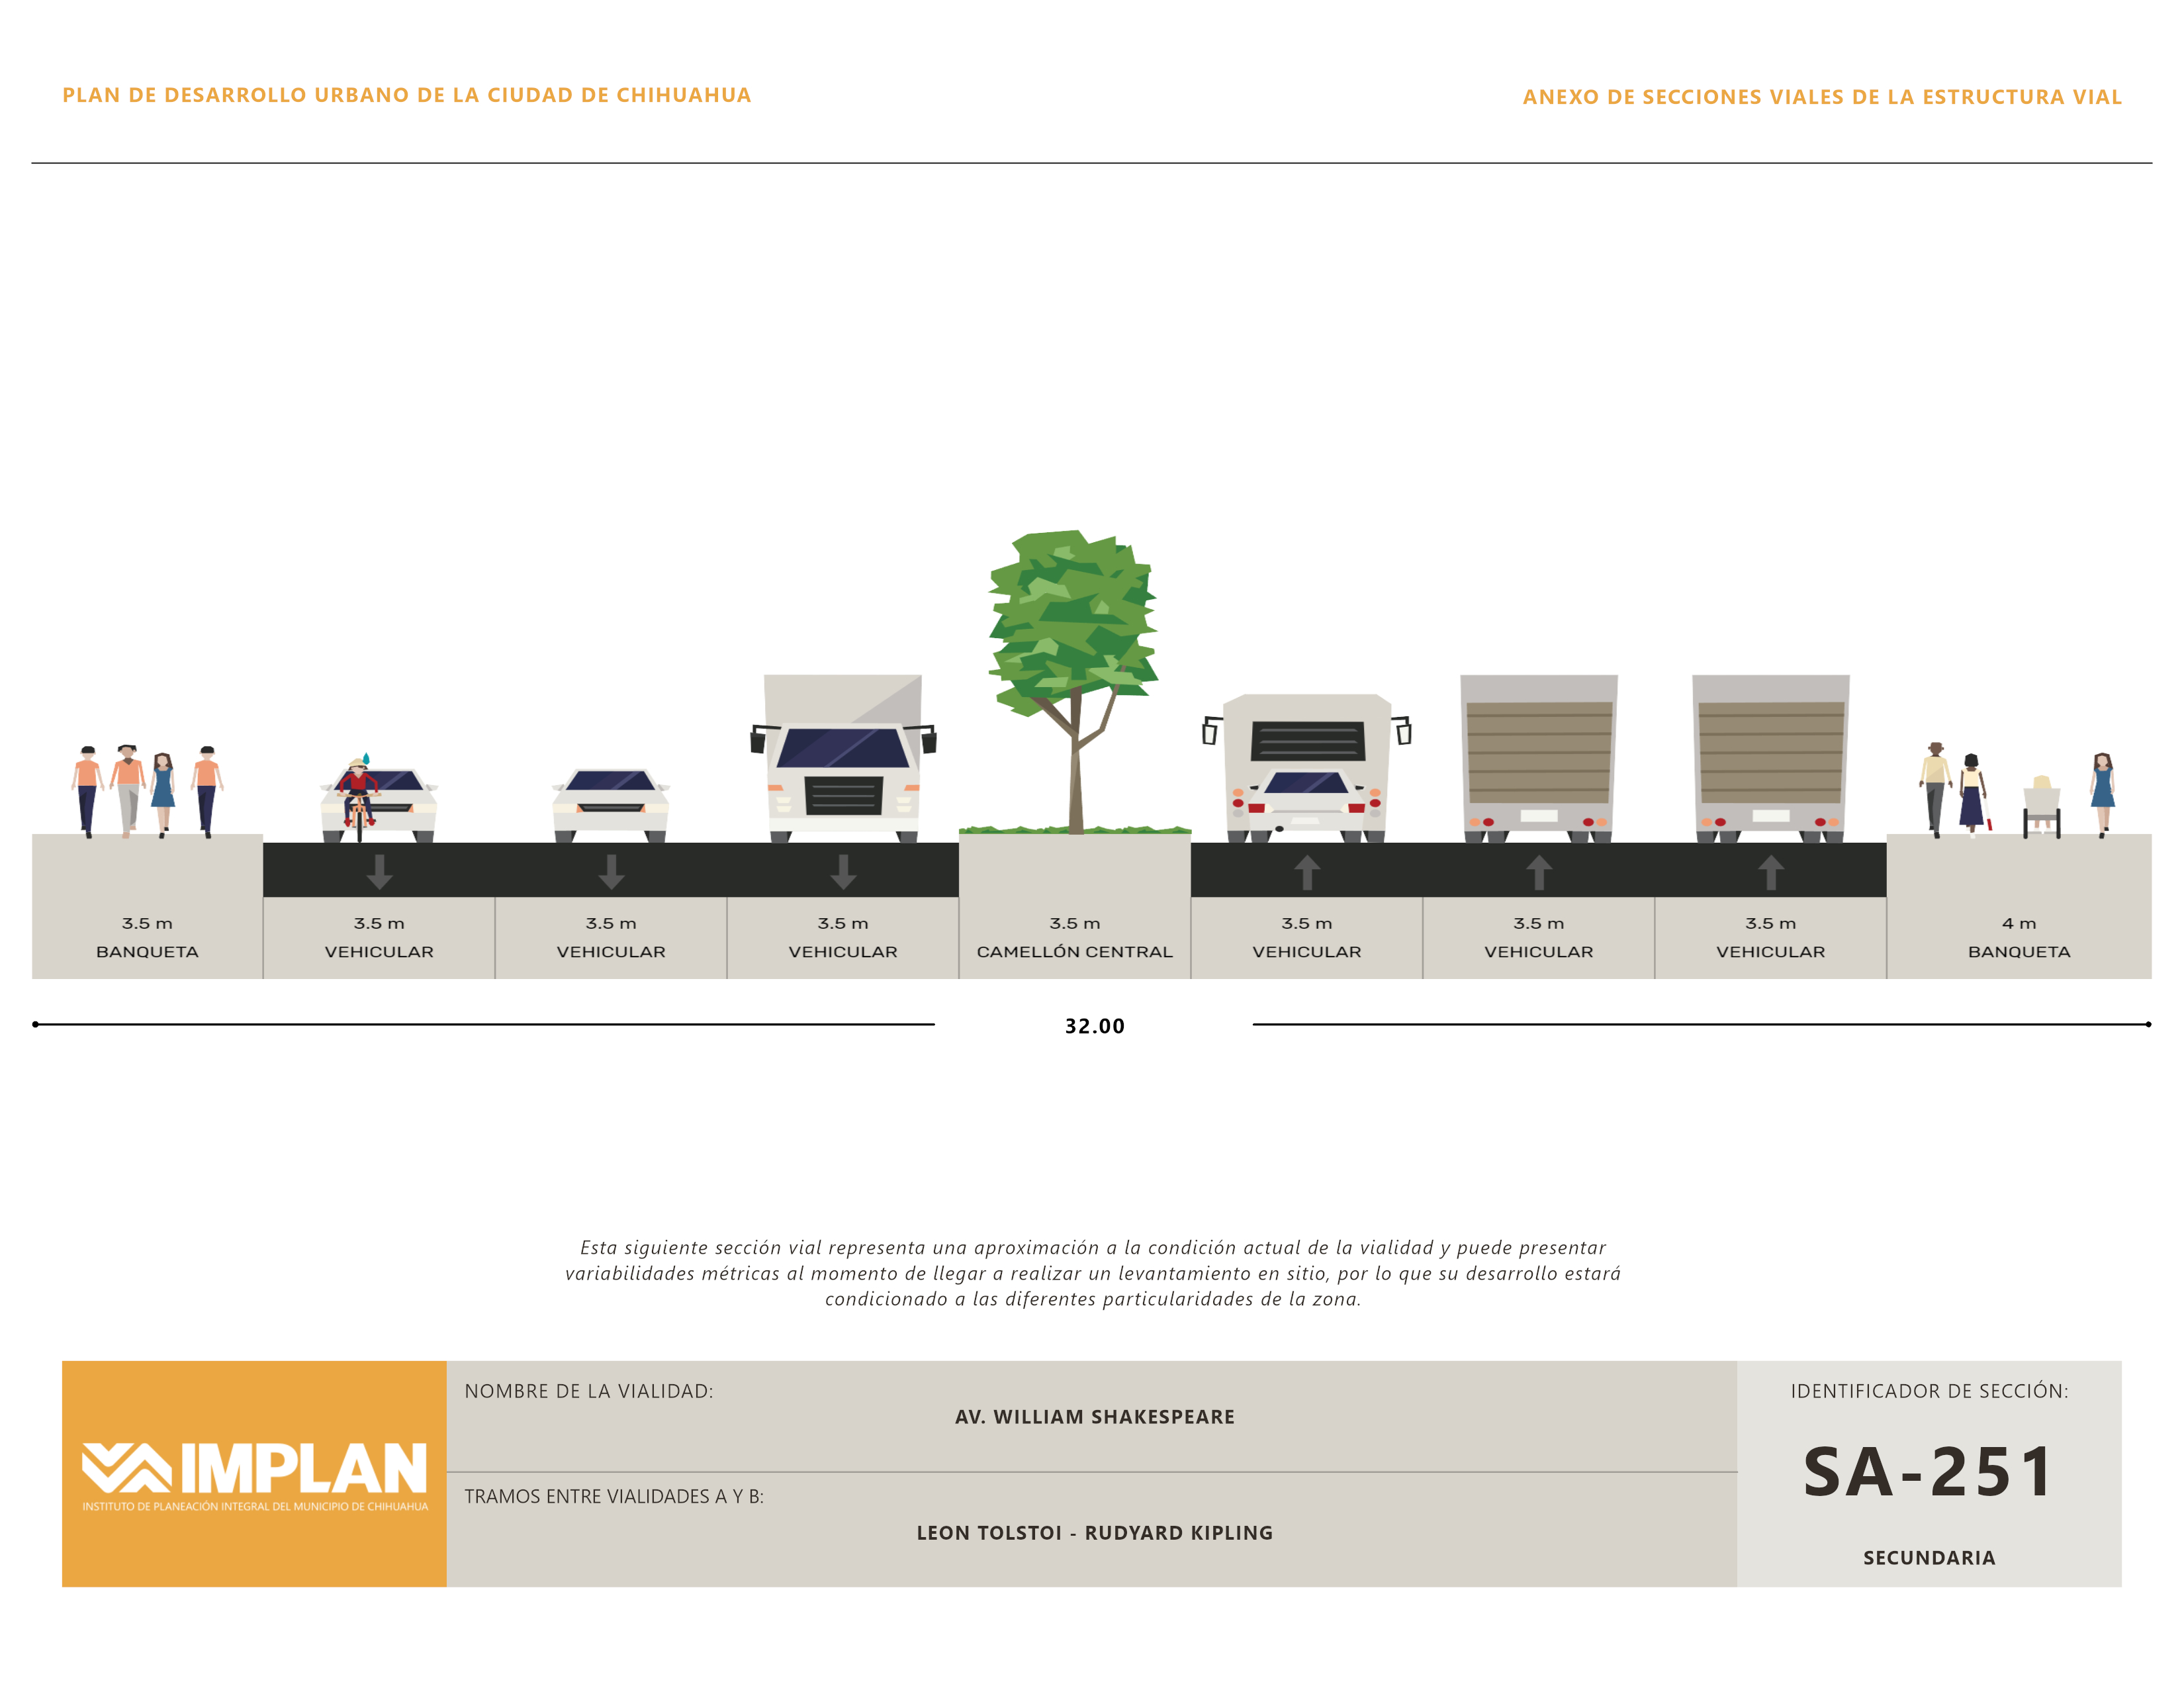 PLAN DE DESARROLLO URBANO DE LA CIUDAD DE CHIHUAHUA
ANEXO DE SECCIONES VIALES DE LA ESTRUCTURA VIAL
3.5 m 3.5 m 3.5 m 3.5 m 3.5 m 3.5 m 3.5 m 3.5 m 4 m
BANQUETA VEHICULAR VEHICULAR VEHICULAR CAMELLÓN CENTRAL VEHICULAR VEHICULAR VEHICULAR BANQUETA
32.00
Esta siguiente sección vial representa una aproximación a la condición actual de la vialidad y puede presentar
variabilidades métricas al momento de llegar a realizar un levantamiento en sitio, por lo que su desarrollo estará
condicionado a las diferentes particularidades de la zona.
IMPLAN
INSTITUTO DE PLANEACIÓN INTEGRAL DEL MUNICIPIO DE CHIHUAHUA
NOMBRE DE LA VIALIDAD:
AV. WILLIAM SHAKESPEARE
TRAMOS ENTRE VIALIDADES A Y B:
LEON TOLSTOI - RUDYARD KIPLING
IDENTIFICADOR DE SECCIÓN:
SA-251
SECUNDARIA